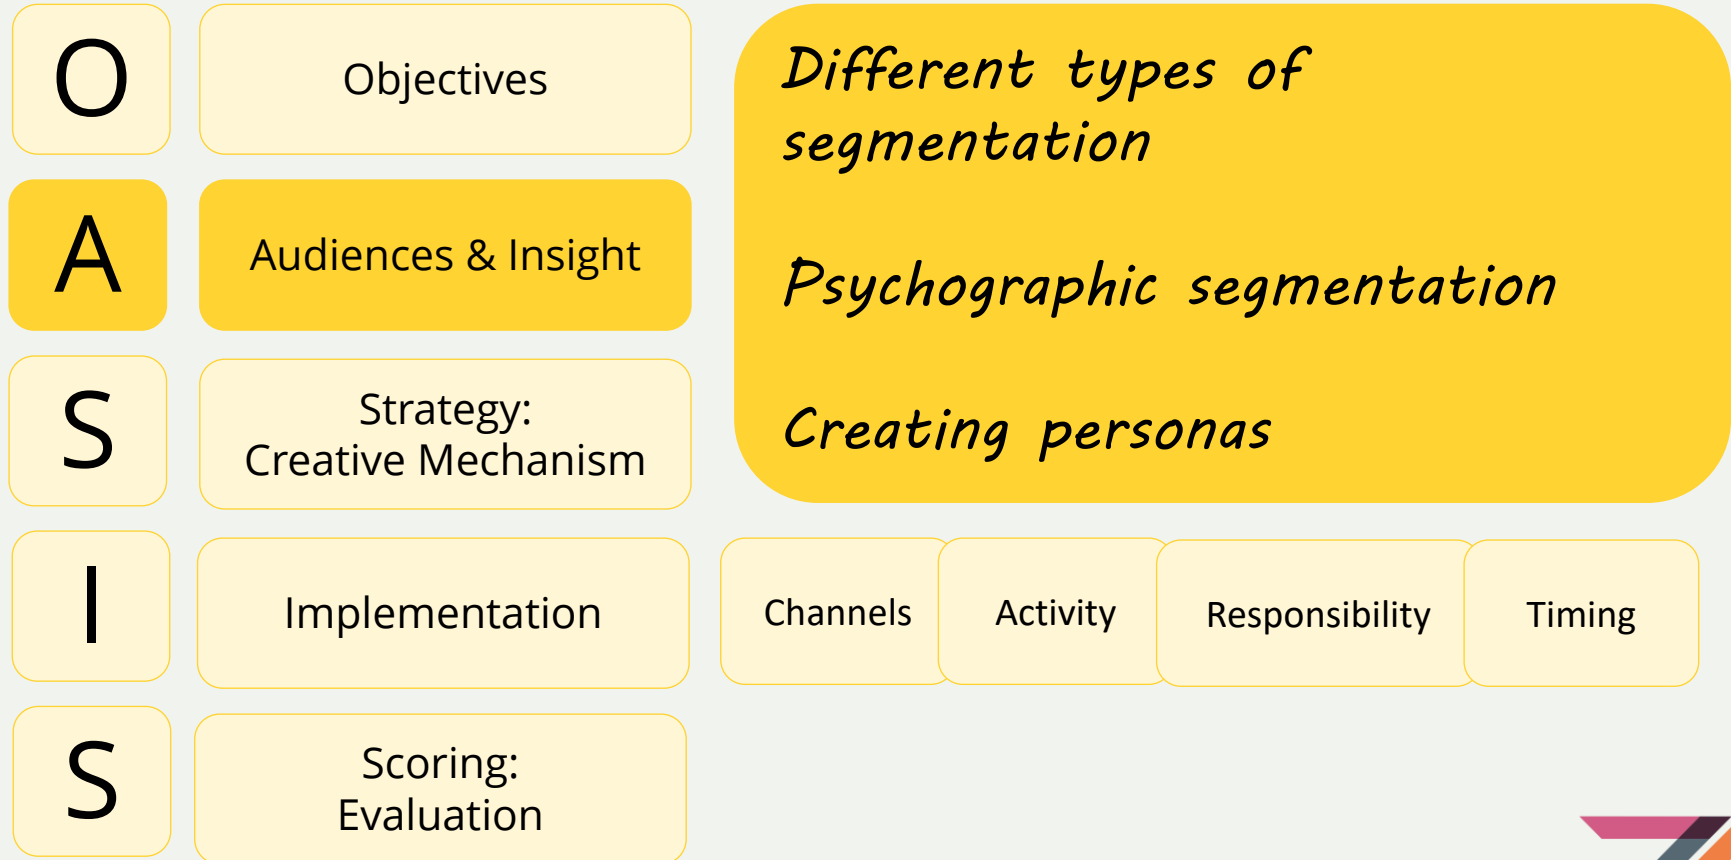 O
Objectives
A
Audiences & Insight
S
Strategy:
Creative Mechanism
I
Implementation
S
Scoring:
Evaluation
Different types of
segmentation
Psychographic segmentation
Creating personas
Channels
Activity
Responsibility
Timing